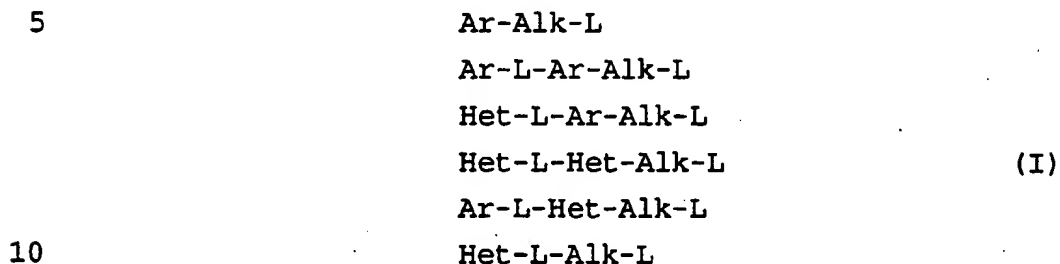 5 Ar-Alk-L
Ar-L-Ar-Alk-L
Het-L-Ar-Alk-L
Het-L-Het-Alk-L (I)
Ar-L-Het-Alk-L
10 Het-L-Alk-L